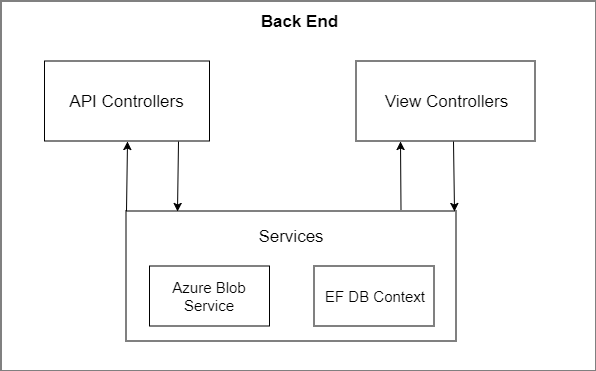 Back End
API Controllers
View Controllers
Services
Azure Blob
Service
EF DB Context